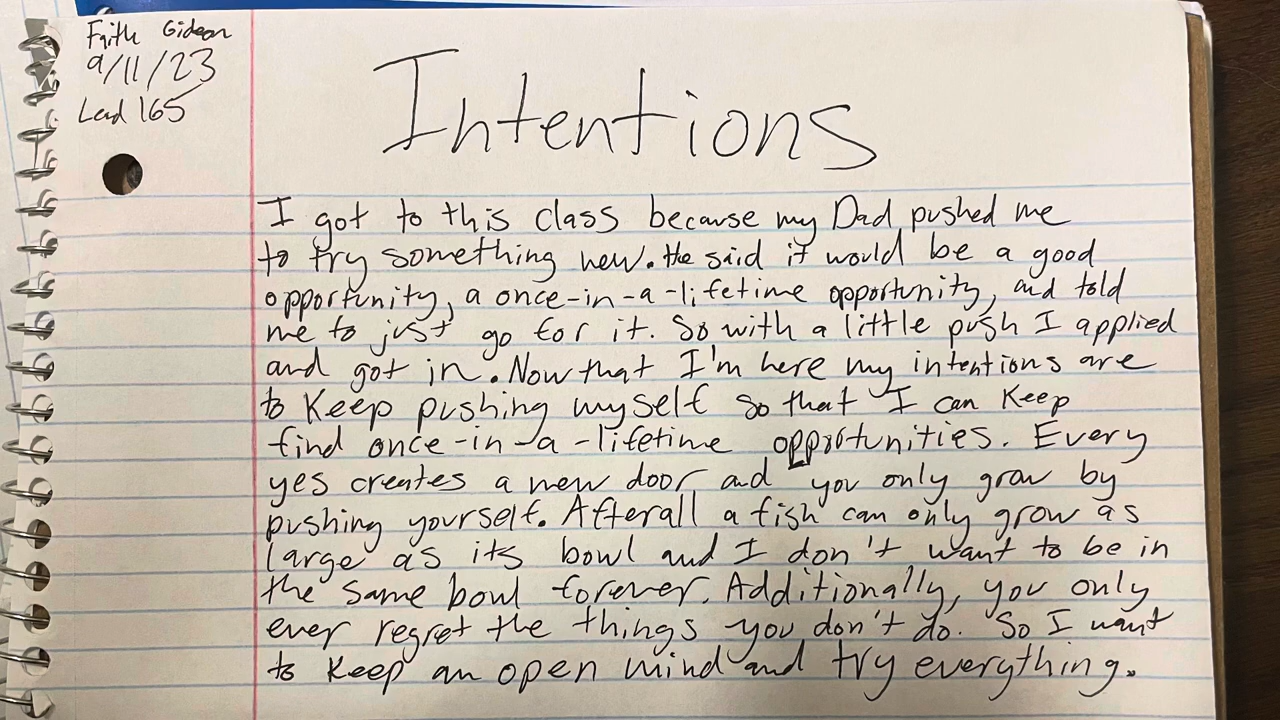 Faith Gideon
9/11/23
Lead 165
Intentions
I got to this class because my Dad pushed me
to try something new. He said it would be a good
opportunity, a once-in-a-lifetime opportunity, and told
me to just go for it. So with a little push I applied
and got in. Now that I'm here my intentions are
to keep pushing myself so that I can keep
find once-in-a-lifetime opportunities. Every
yes creates a new door and you only grow by
pushing yourself. Afterall a fish can only grow as
large as its bowl and I don't want to be in
the same bowl forever. Additionally, you only
ever regret the things you don't do. So I want
to keep an open mind and try everything.